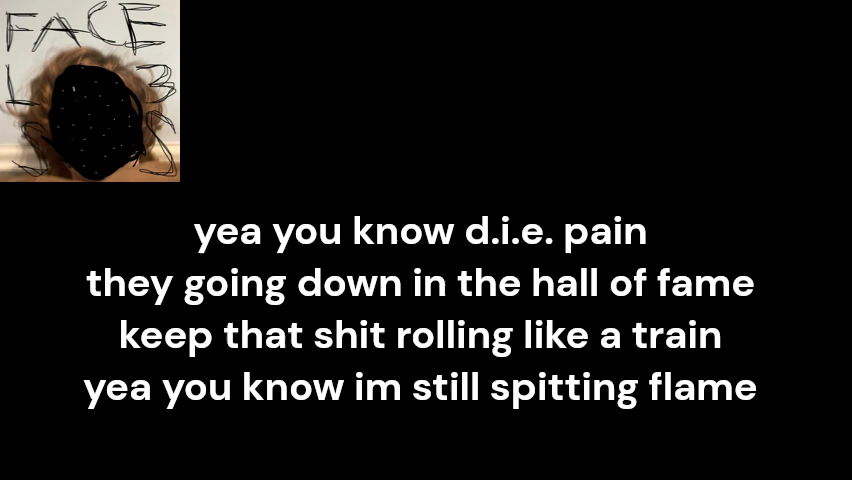 FACE
L 3
S S
yea you know d.i.e. pain
they going down in the hall of fame
keep that shit rolling like a train
yea you know im still spitting flame